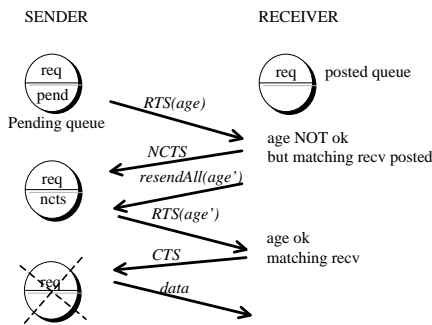 SENDER RECEIVER
req
pend
Pending queue
req posted queue
RTS(age)
age NOT ok
but matching recv posted
NCTS
resendAll(age')
req
ncts
RTS(age')
age ok
matching recv
CTS
req
data